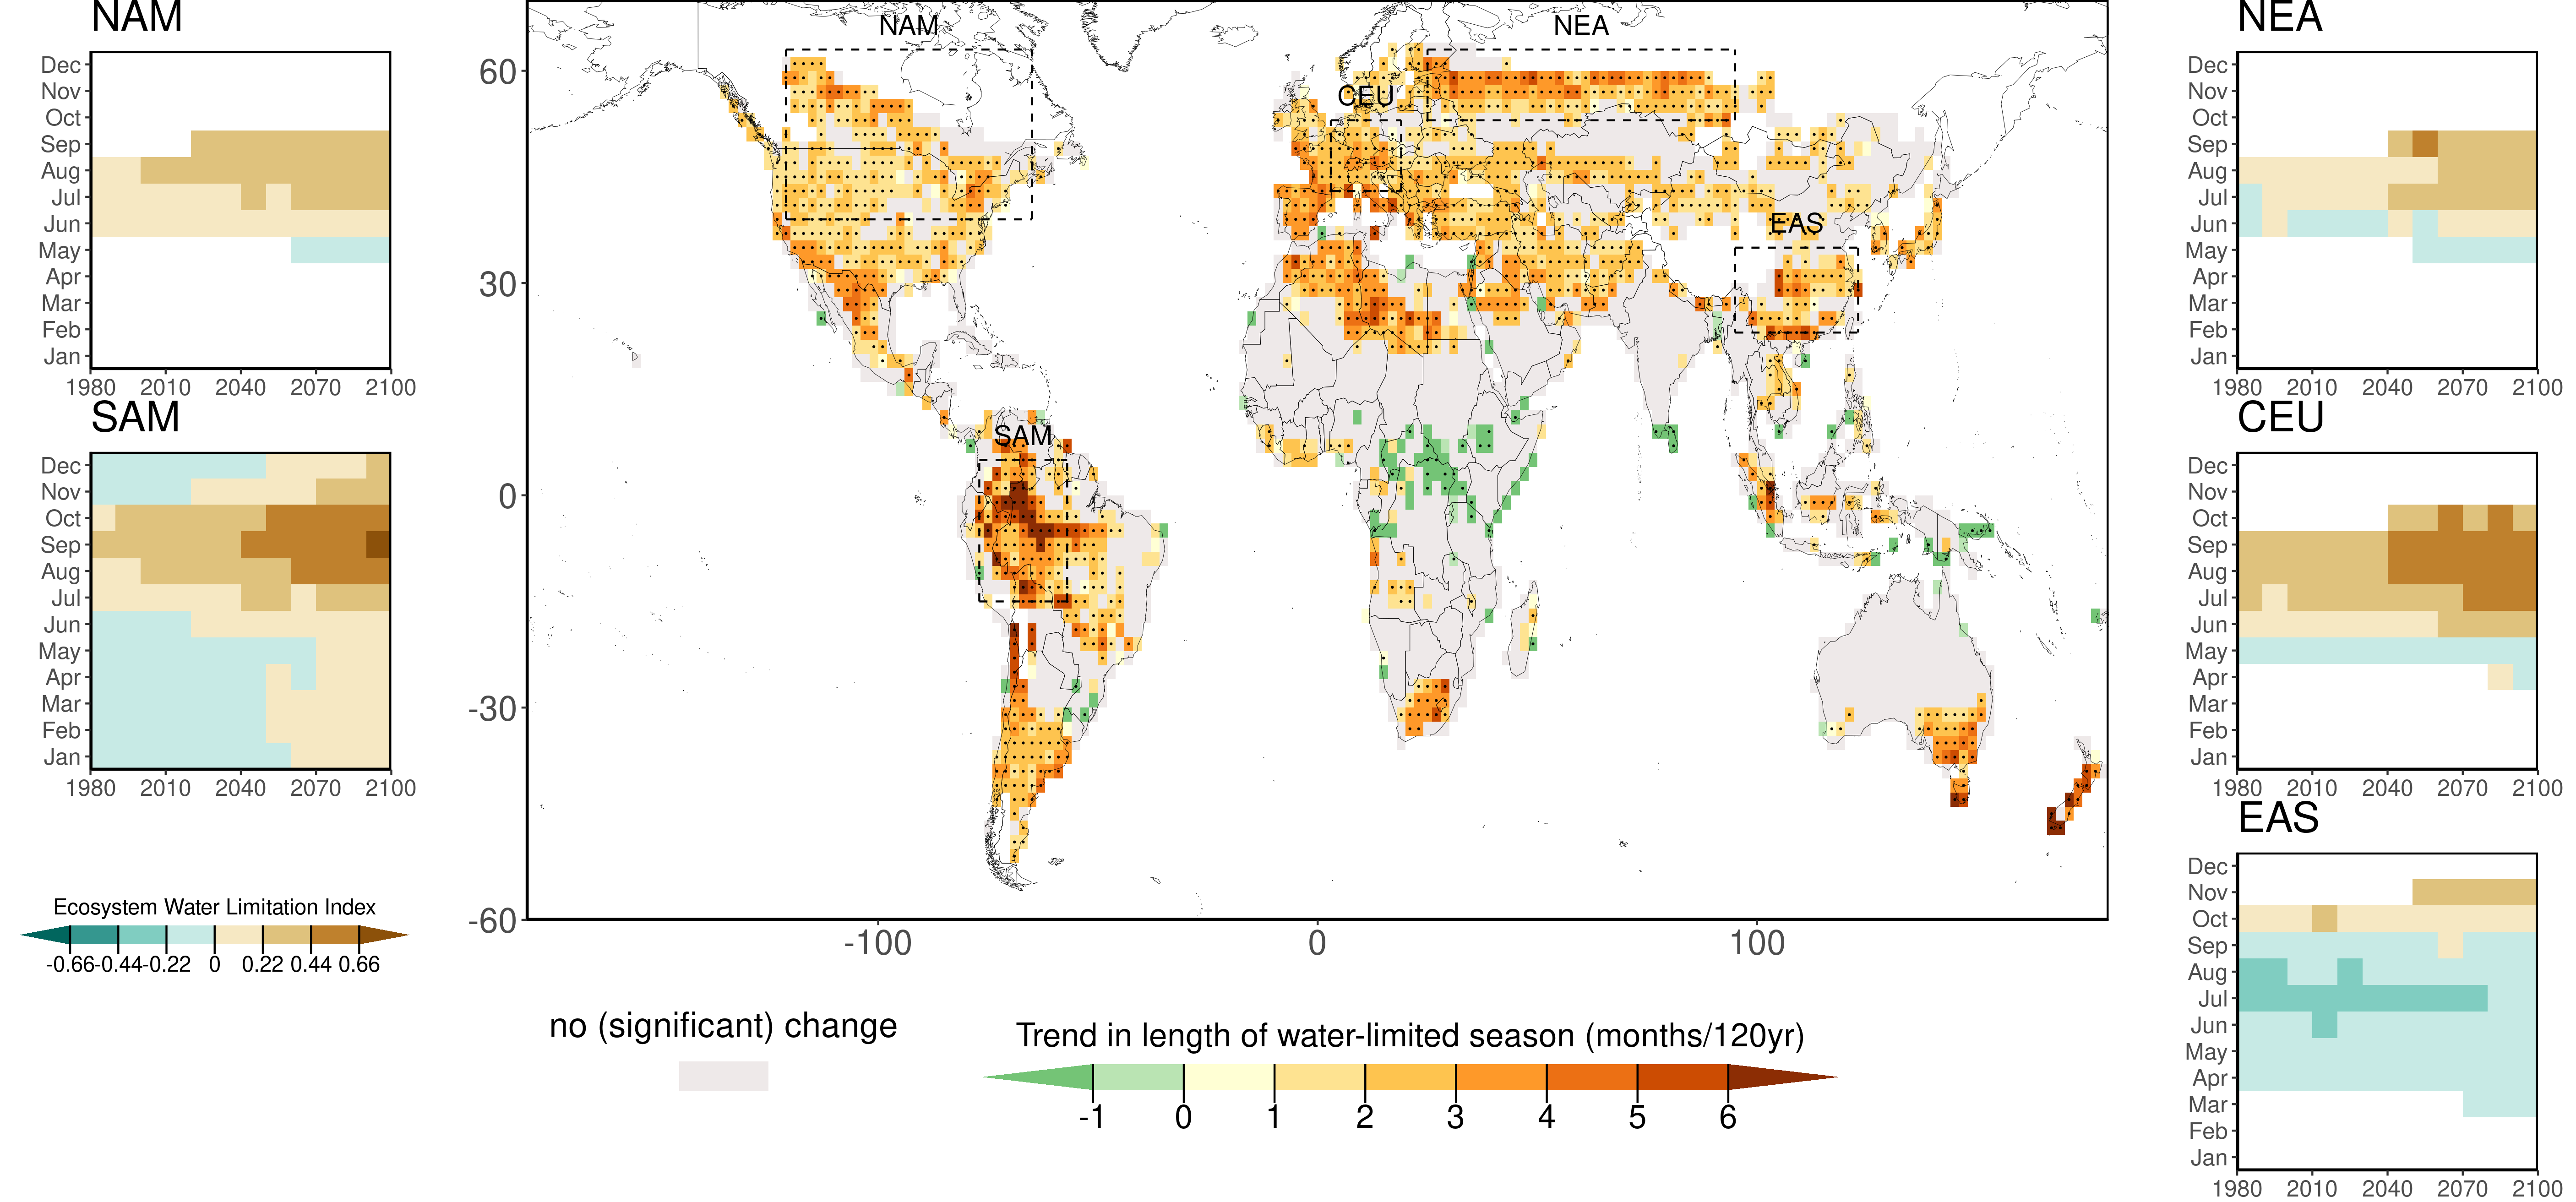 NAM
Dec
Nov
Oct
Sep
Aug
Jul
Jun
May
Apr
Mar
Feb
Jan
1980 2010 2040 2070 2100
SAM
Dec
Nov
Oct
Sep
Aug
Jul
Jun
May
Apr
Mar
Feb
Jan
1980 2010 2040 2070 2100
Ecosystem Water Limitation Index
-0.66 -0.44 -0.22 0 0.22 0.44 0.66
NAM
NEA
CEU
EAS
SAM
60
30
0
-30
-60
-100 0 100
no (significant) change
Trend in length of water-limited season (months/120yr)
-1 0 1 2 3 4 5 6
NEA
Dec
Nov
Oct
Sep
Aug
Jul
Jun
May
Apr
Mar
Feb
Jan
1980 2010 2040 2070 2100
CEU
Dec
Nov
Oct
Sep
Aug
Jul
Jun
May
Apr
Mar
Feb
Jan
1980 2010 2040 2070 2100
EAS
Dec
Nov
Oct
Sep
Aug
Jul
Jun
May
Apr
Mar
Feb
Jan
1980 2010 2040 2070 2100